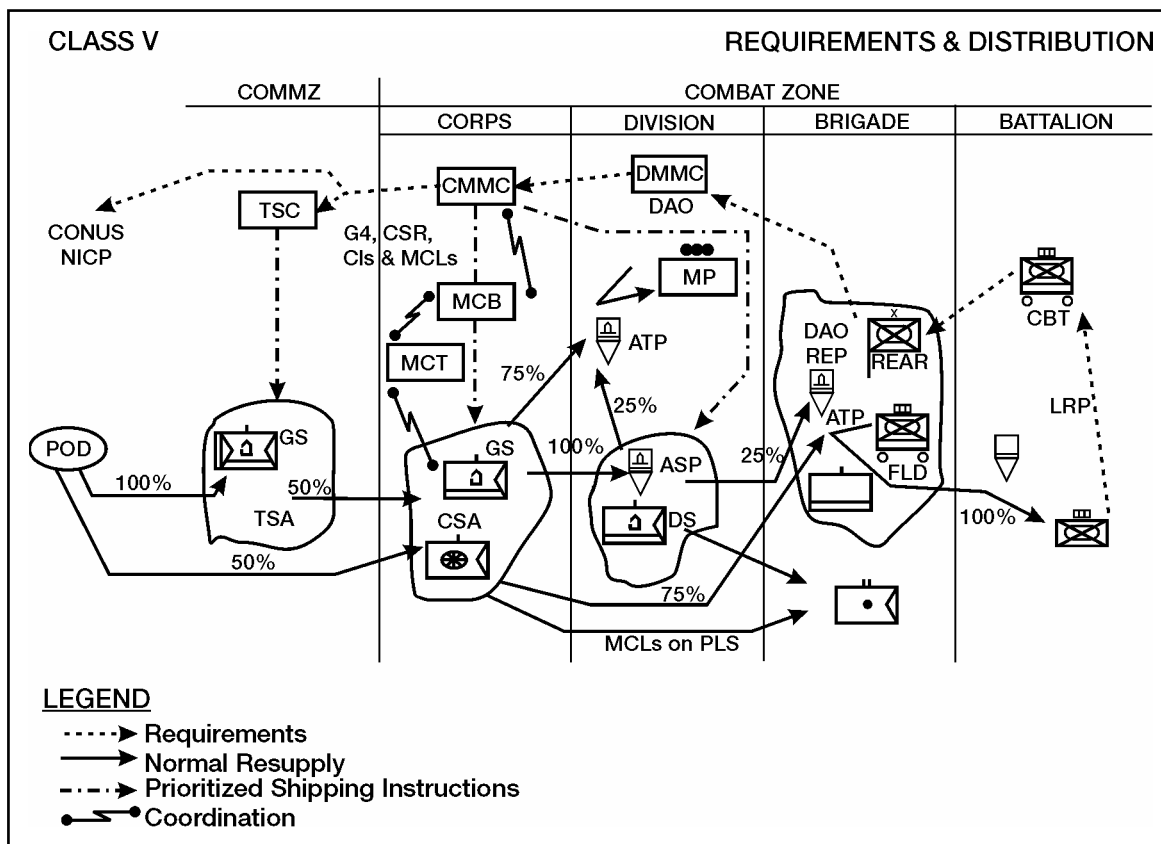 CLASS V
REQUIREMENTS & DISTRIBUTION
COMMZ
COMBAT ZONE
CORPS
DIVISION
BRIGADE
BATTALION
CMMC
DMMC
DAO
TSC
CONUS
NICP
G4, CSR,
CIs & MCLs
MCB
MCT
MP
ATP
75%
25%
DAO
REP
X
REAR
CBT
ATP
FLD
LRP
POD
100%
GS
TSA
50%
50%
GS
CSA
100%
ASP
DS
25%
75%
100%
MCLs on PLS
LEGEND
Requirements
Normal Resupply
Prioritized Shipping Instructions
Coordination